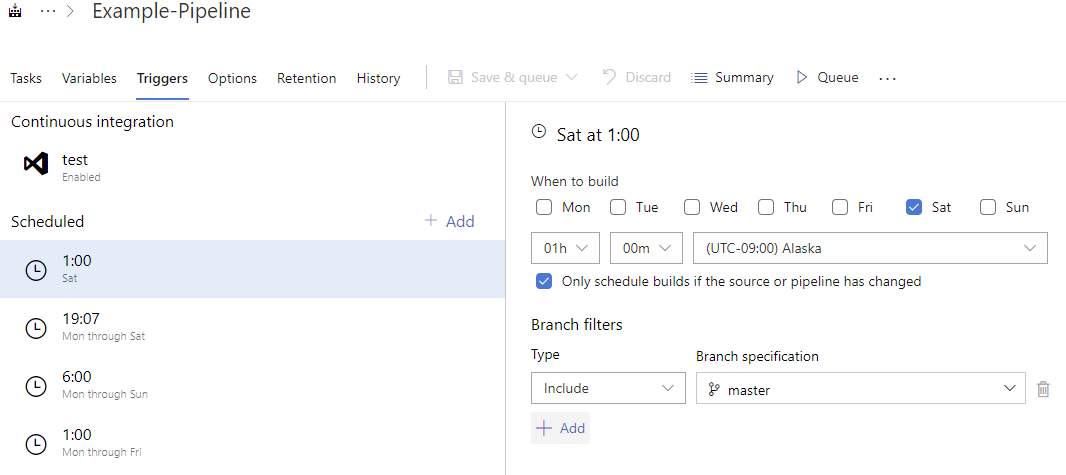 ··· > Example-Pipeline
Tasks Variables Triggers Options Retention History Save & queue Discard Summary Queue ···
Continuous integration
test
Enabled
Scheduled + Add
1:00
Sat
19:07
Mon through Sat
6:00
Mon through Sun
1:00
Mon through Fri
Sat at 1:00
When to build
Mon Tue Wed Thu Fri Sat Sun
01h 00m (UTC-09:00) Alaska
Only schedule builds if the source or pipeline has changed
Branch filters
Type Branch specification
Include master
+ Add